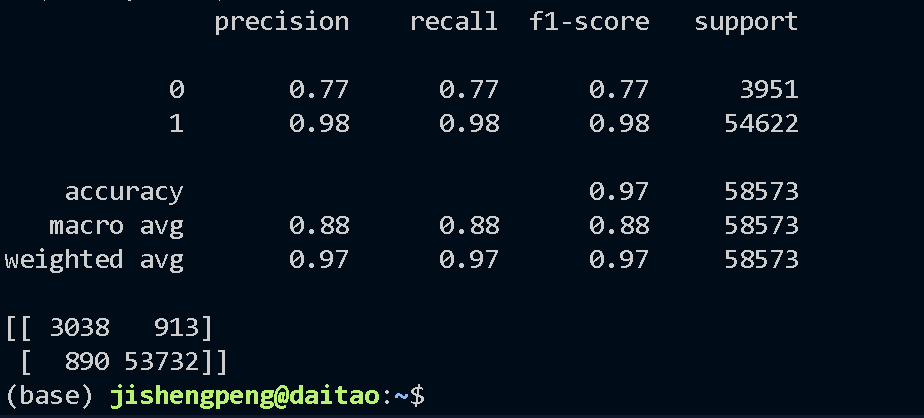 precision recall f1-score support
0 0.77 0.77 0.77 3951
1 0.98 0.98 0.98 54622
accuracy 0.97 58573
macro avg 0.88 0.88 0.88 58573
weighted avg 0.97 0.97 0.97 58573
[[ 3038 913]
[ 890 53732]]
(base) jishengpeng@daitao:~$